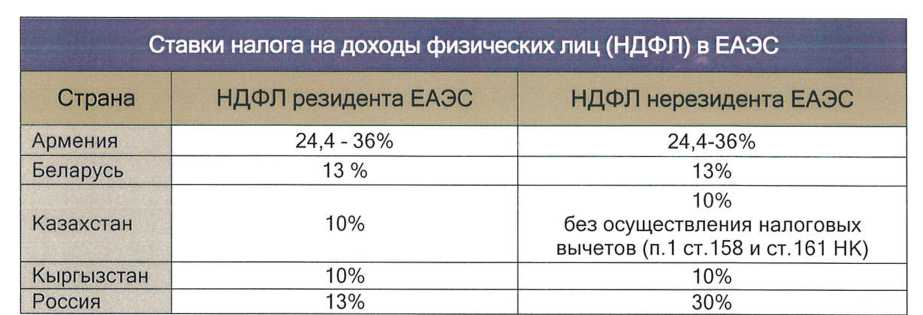 Ставки налога на доходы физических лиц (НДФЛ) в ЕАЭС
Страна НДФЛ резидента ЕАЭС НДФЛ нерезидента ЕАЭС
Армения 24,4 - 36% 24,4-36%
Беларусь 13 % 13%
Казахстан 10% 10%
без осуществления налоговых
вычетов (п.1 ст.158 и ст.161 НК)
Кыргызстан 10% 10%
Россия 13% 30%